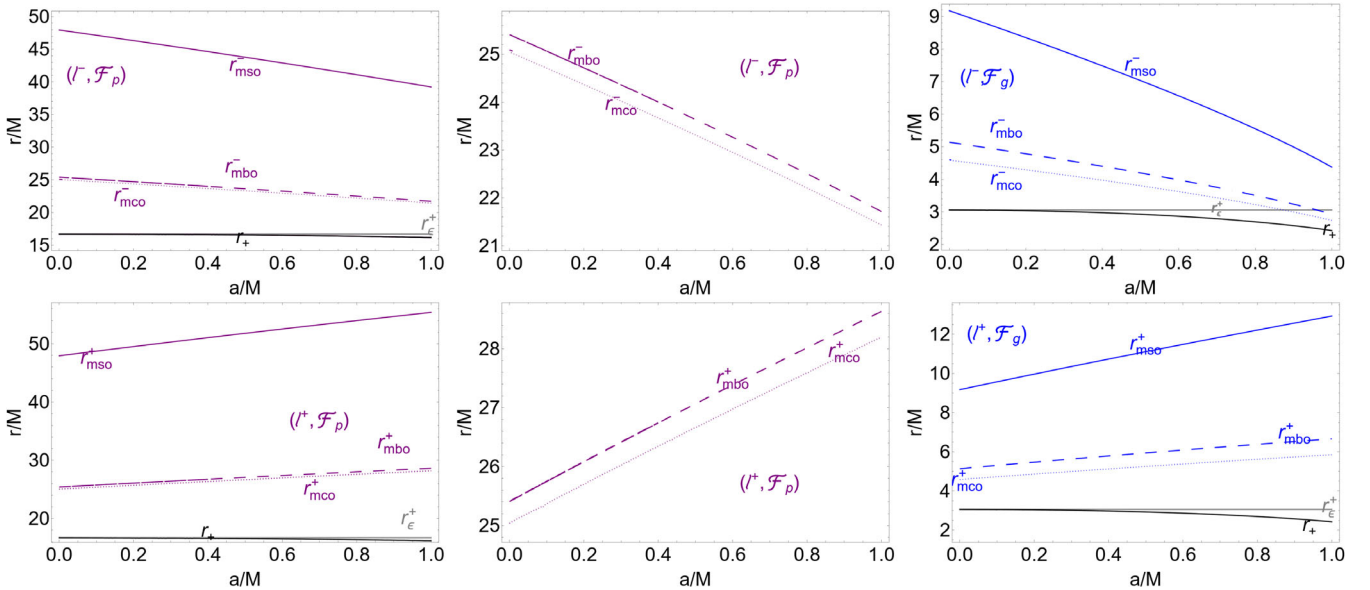 50
45
40
35
30
25
20
15
r/M
(l⁻, ℱₚ)
r⁻mso
r⁻mbo
r⁻mco
r⁺ϵ
r₊
0.0 0.2 0.4 0.6 0.8 1.0
a/M
25
24
23
22
21
r/M
r⁻mbo
(l⁻, ℱₚ)
r⁻mco
0.0 0.2 0.4 0.6 0.8 1.0
a/M
9
8
7
6
5
4
3
2
r/M
(l⁻, ℱg)
r⁻mso
r⁻mbo
r⁻mco
r⁺ϵ
r₊
0.0 0.2 0.4 0.6 0.8 1.0
a/M
50
40
30
20
r/M
r⁺mso
(l⁺, ℱₚ)
r⁺mbo
r⁺mco
r⁺ϵ
r₊
0.0 0.2 0.4 0.6 0.8 1.0
a/M
28
27
26
25
r/M
r⁺mco
r⁺mbo
(l⁺, ℱₚ)
0.0 0.2 0.4 0.6 0.8 1.0
a/M
12
10
8
6
4
2
r/M
(l⁺, ℱg)
r⁺mso
r⁺mbo
r⁺mco
r⁺ϵ
r₊
0.0 0.2 0.4 0.6 0.8 1.0
a/M